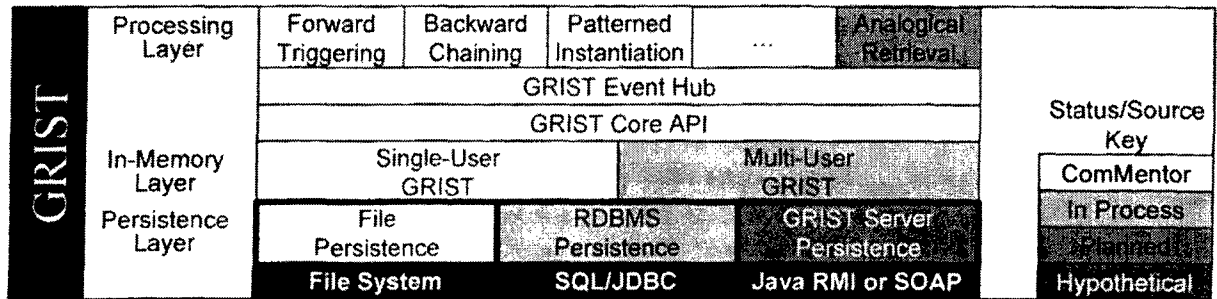 GRIST
Processing
Layer
Forward
Triggering
Backward
Chaining
Patterned
Instantiation
...
Analogical
Retrieval
GRIST Event Hub
GRIST Core API
In-Memory
Layer
Single-User
GRIST
Multi-User
GRIST
Persistence
Layer
File
Persistence
RDBMS
Persistence
GRIST Server
Persistence
File System
SQL/JDBC
Java RMI or SOAP
Status/Source
Key
ComMentor
In Process
Planned
Hypothetical